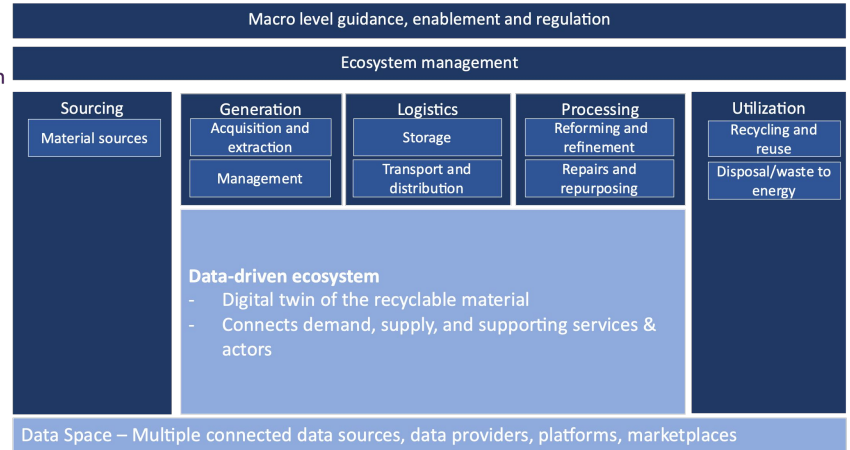 Macro level guidance, enablement and regulation
Ecosystem management
n
Sourcing
Material sources
Generation
Acquisition and
extraction
Management
Logistics
Storage
Transport and
distribution
Processing
Reforming and
refinement
Repairs and
repurposing
Utilization
Recycling and
reuse
Disposal/waste to
energy
Data-driven ecosystem
- Digital twin of the recyclable material
- Connects demand, supply, and supporting services &
actors
Data Space – Multiple connected data sources, data providers, platforms, marketplaces